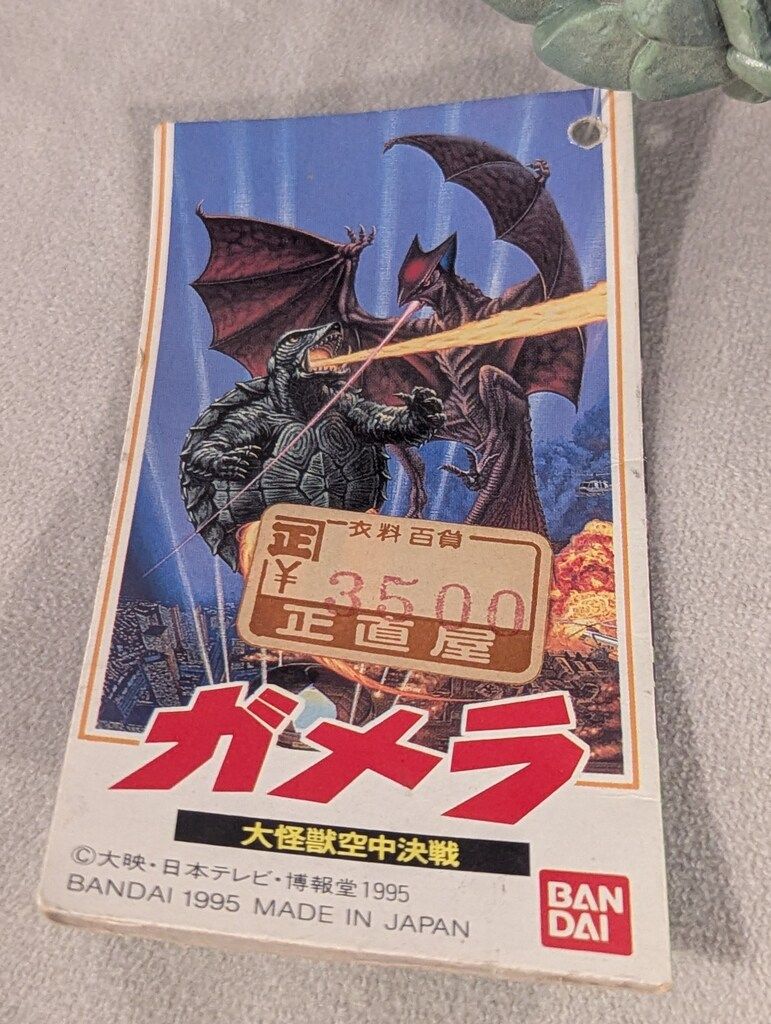 正 衣料百貨
¥ 3500
正直屋
ガメラ
大怪獣空中決戦
©大映・日本テレビ・博報堂1995
BANDAI 1995 MADE IN JAPAN
BAN
DAI